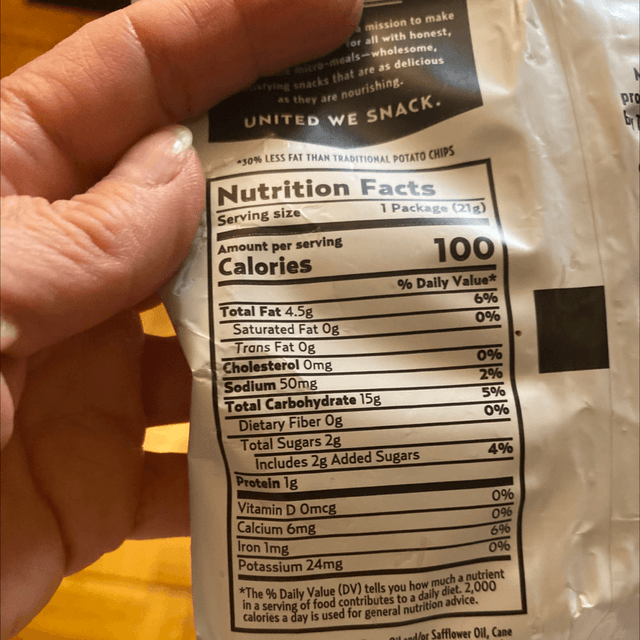 mission to make
for all with honest,
micro-meals—wholesome,
snacks that are as delicious
as they are nourishing.
UNITED WE SNACK.
*30% LESS FAT THAN TRADITIONAL POTATO CHIPS
Nutrition Facts
Serving size 1 Package (21g)
Amount per serving
Calories 100
% Daily Value*
Total Fat 4.5g 6%
Saturated Fat 0g 0%
Trans Fat 0g
Cholesterol 0mg 0%
Sodium 50mg 2%
Total Carbohydrate 15g 5%
Dietary Fiber 0g 0%
Total Sugars 2g
Includes 2g Added Sugars 4%
Protein 1g
Vitamin D 0mcg 0%
Calcium 6mg 0%
Iron 1mg 6%
Potassium 24mg 0%
*The % Daily Value (DV) tells you how much a nutrient
in a serving of food contributes to a daily diet. 2,000
calories a day is used for general nutrition advice.
and/or Safflower Oil, Cane